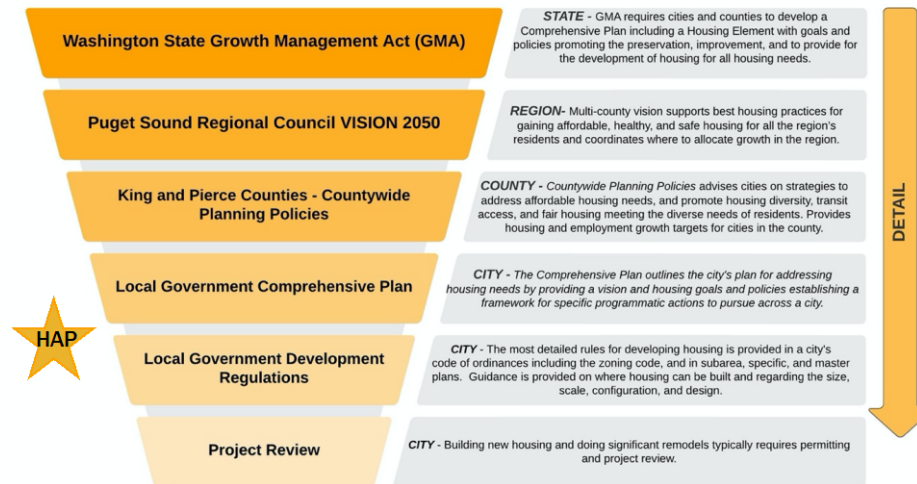 Washington State Growth Management Act (GMA)
STATE - GMA requires cities and counties to develop a
Comprehensive Plan including a Housing Element with goals and
policies promoting the preservation, improvement, and to provide for
the development of housing for all housing needs.
Puget Sound Regional Council VISION 2050
REGION- Multi-county vision supports best housing practices for
gaining affordable, healthy, and safe housing for all the region's
residents and coordinates where to allocate growth in the region.
King and Pierce Counties - Countywide
Planning Policies
COUNTY - Countywide Planning Policies advises cities on strategies to
address affordable housing needs, and promote housing diversity, transit
access, and fair housing meeting the diverse needs of residents. Provides
housing and employment growth targets for cities in the county.
Local Government Comprehensive Plan
CITY - The Comprehensive Plan outlines the city's plan for addressing
housing needs by providing a vision and housing goals and policies establishing a
framework for specific programmatic actions to pursue across a city.
HAP
Local Government Development
Regulations
CITY - The most detailed rules for developing housing is provided in a city's
code of ordinances including the zoning code, and in subarea, specific, and master
plans. Guidance is provided on where housing can be built and regarding the size,
scale, configuration, and design.
Project Review
CITY - Building new housing and doing significant remodels typically requires permitting
and project review.
DETAIL